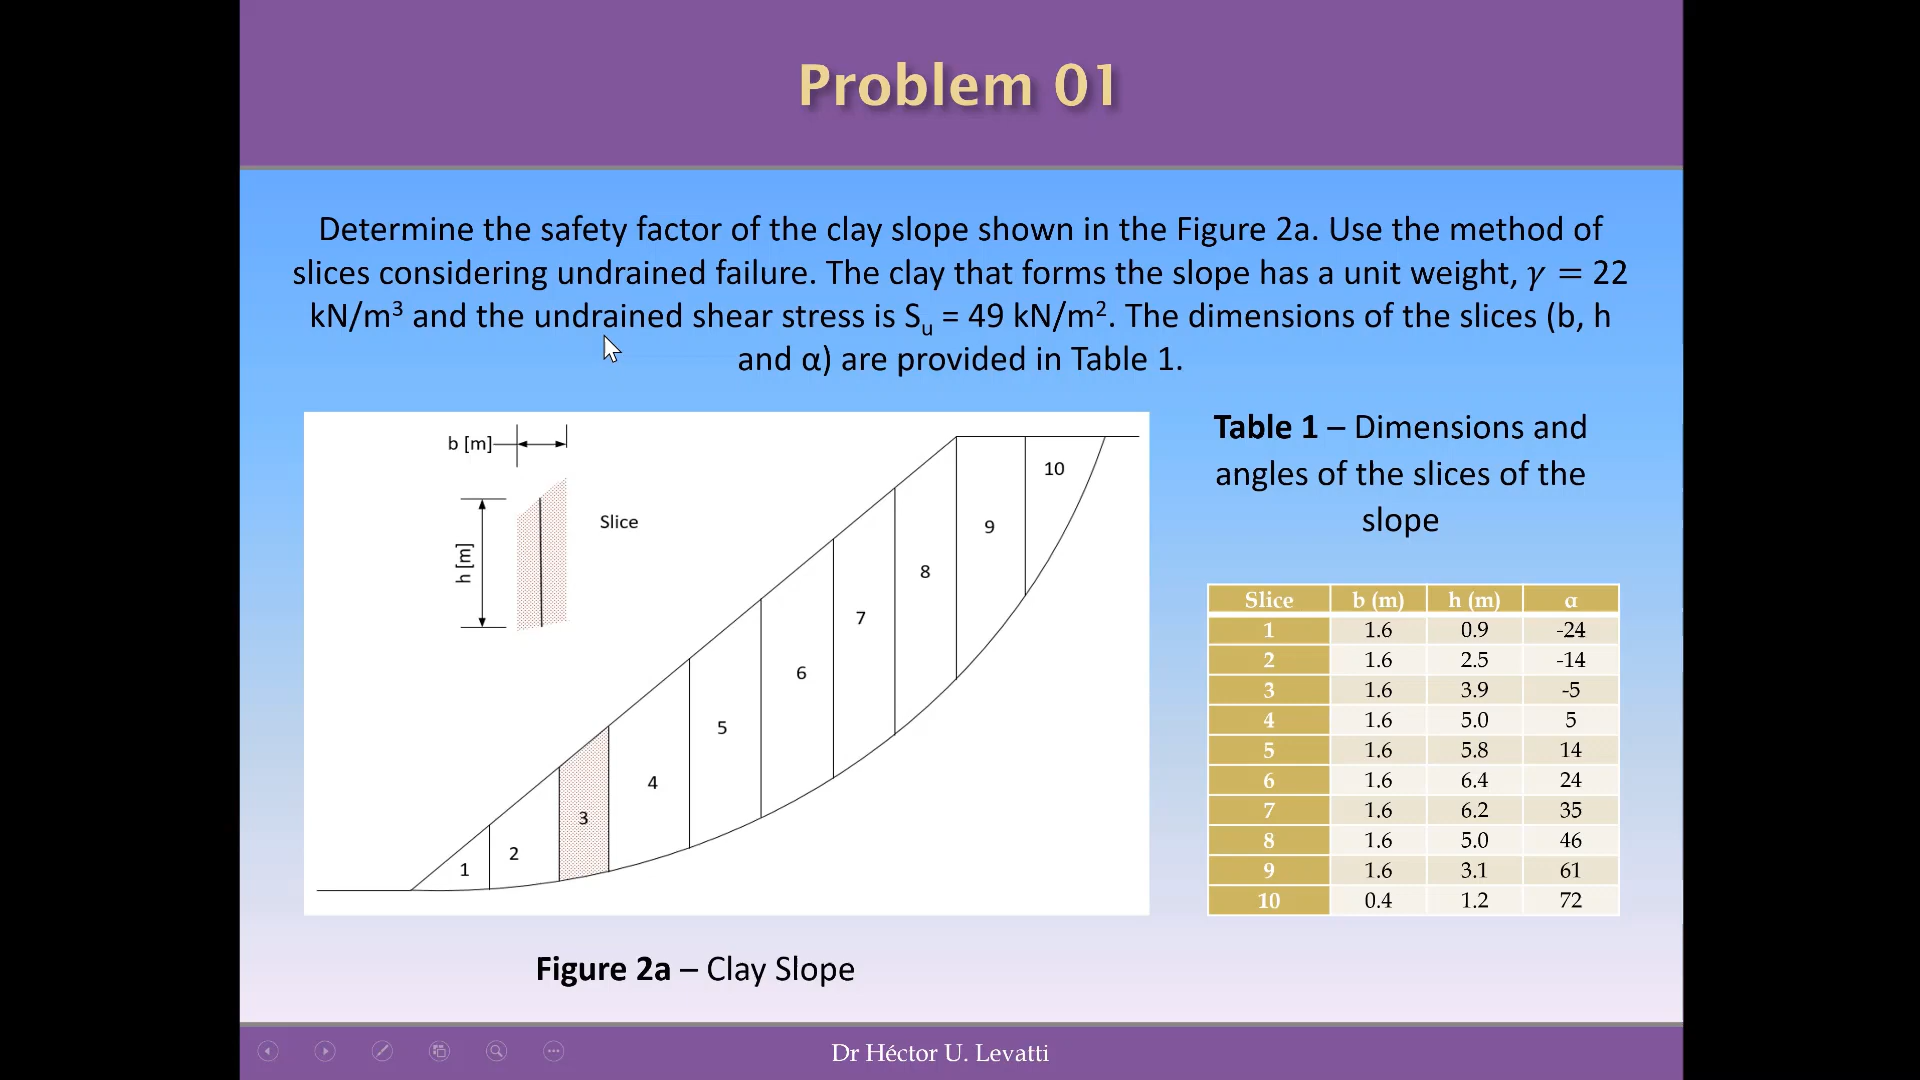 Problem 01
Determine the safety factor of the clay slope shown in the Figure 2a. Use the method of
slices considering undrained failure. The clay that forms the slope has a unit weight, γ = 22
kN/m³ and the undrained shear stress is Sᵤ = 49 kN/m². The dimensions of the slices (b, h
and α) are provided in Table 1.
b [m]
h [m]
Slice
1
2
3
4
5
6
7
8
9
10
Figure 2a – Clay Slope
Table 1 – Dimensions and
angles of the slices of the
slope
Slice b (m) h (m) α
1 1.6 0.9 -24
2 1.6 2.5 -14
3 1.6 3.9 -5
4 1.6 5.0 5
5 1.6 5.8 14
6 1.6 6.4 24
7 1.6 6.2 35
8 1.6 5.0 46
9 1.6 3.1 61
10 0.4 1.2 72
Dr Héctor U. Levatti